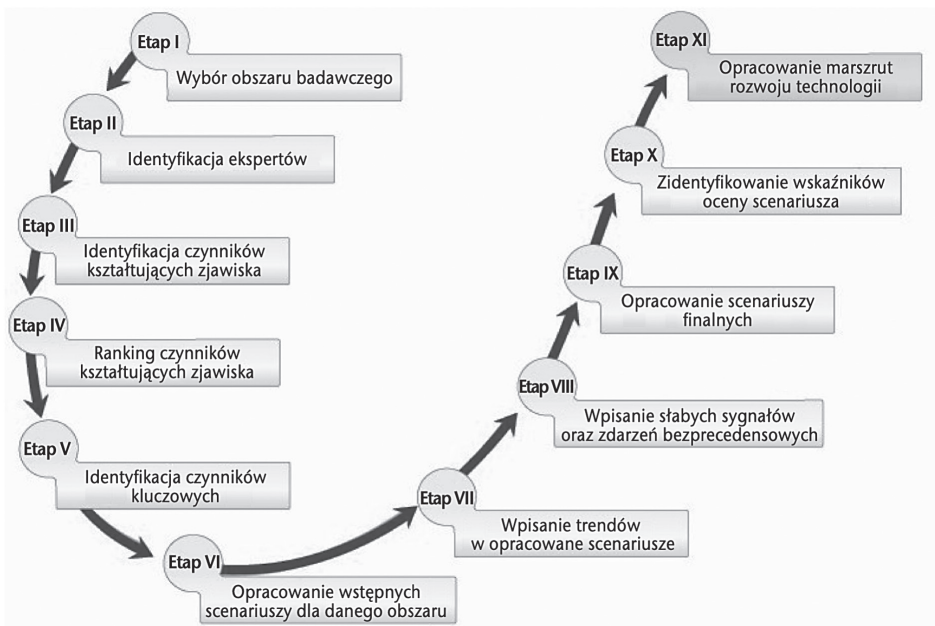 Etap I
Wybór obszaru badawczego
Etap II
Identyfikacja ekspertów
Etap III
Identyfikacja czynników
kształtujących zjawiska
Etap IV
Ranking czynników
kształtujących zjawiska
Etap V
Identyfikacja czynników
kluczowych
Etap VI
Opracowanie wstępnych
scenariuszy dla danego obszaru
Etap VII
Wpisanie trendów
w opracowane scenariusze
Etap VIII
Wpisanie słabych sygnałów
oraz zdarzeń bezprecedensowych
Etap IX
Opracowanie scenariuszy
finalnych
Etap X
Zidentyfikowanie wskaźników
oceny scenariusza
Etap XI
Opracowanie marszrut
rozwoju technologii